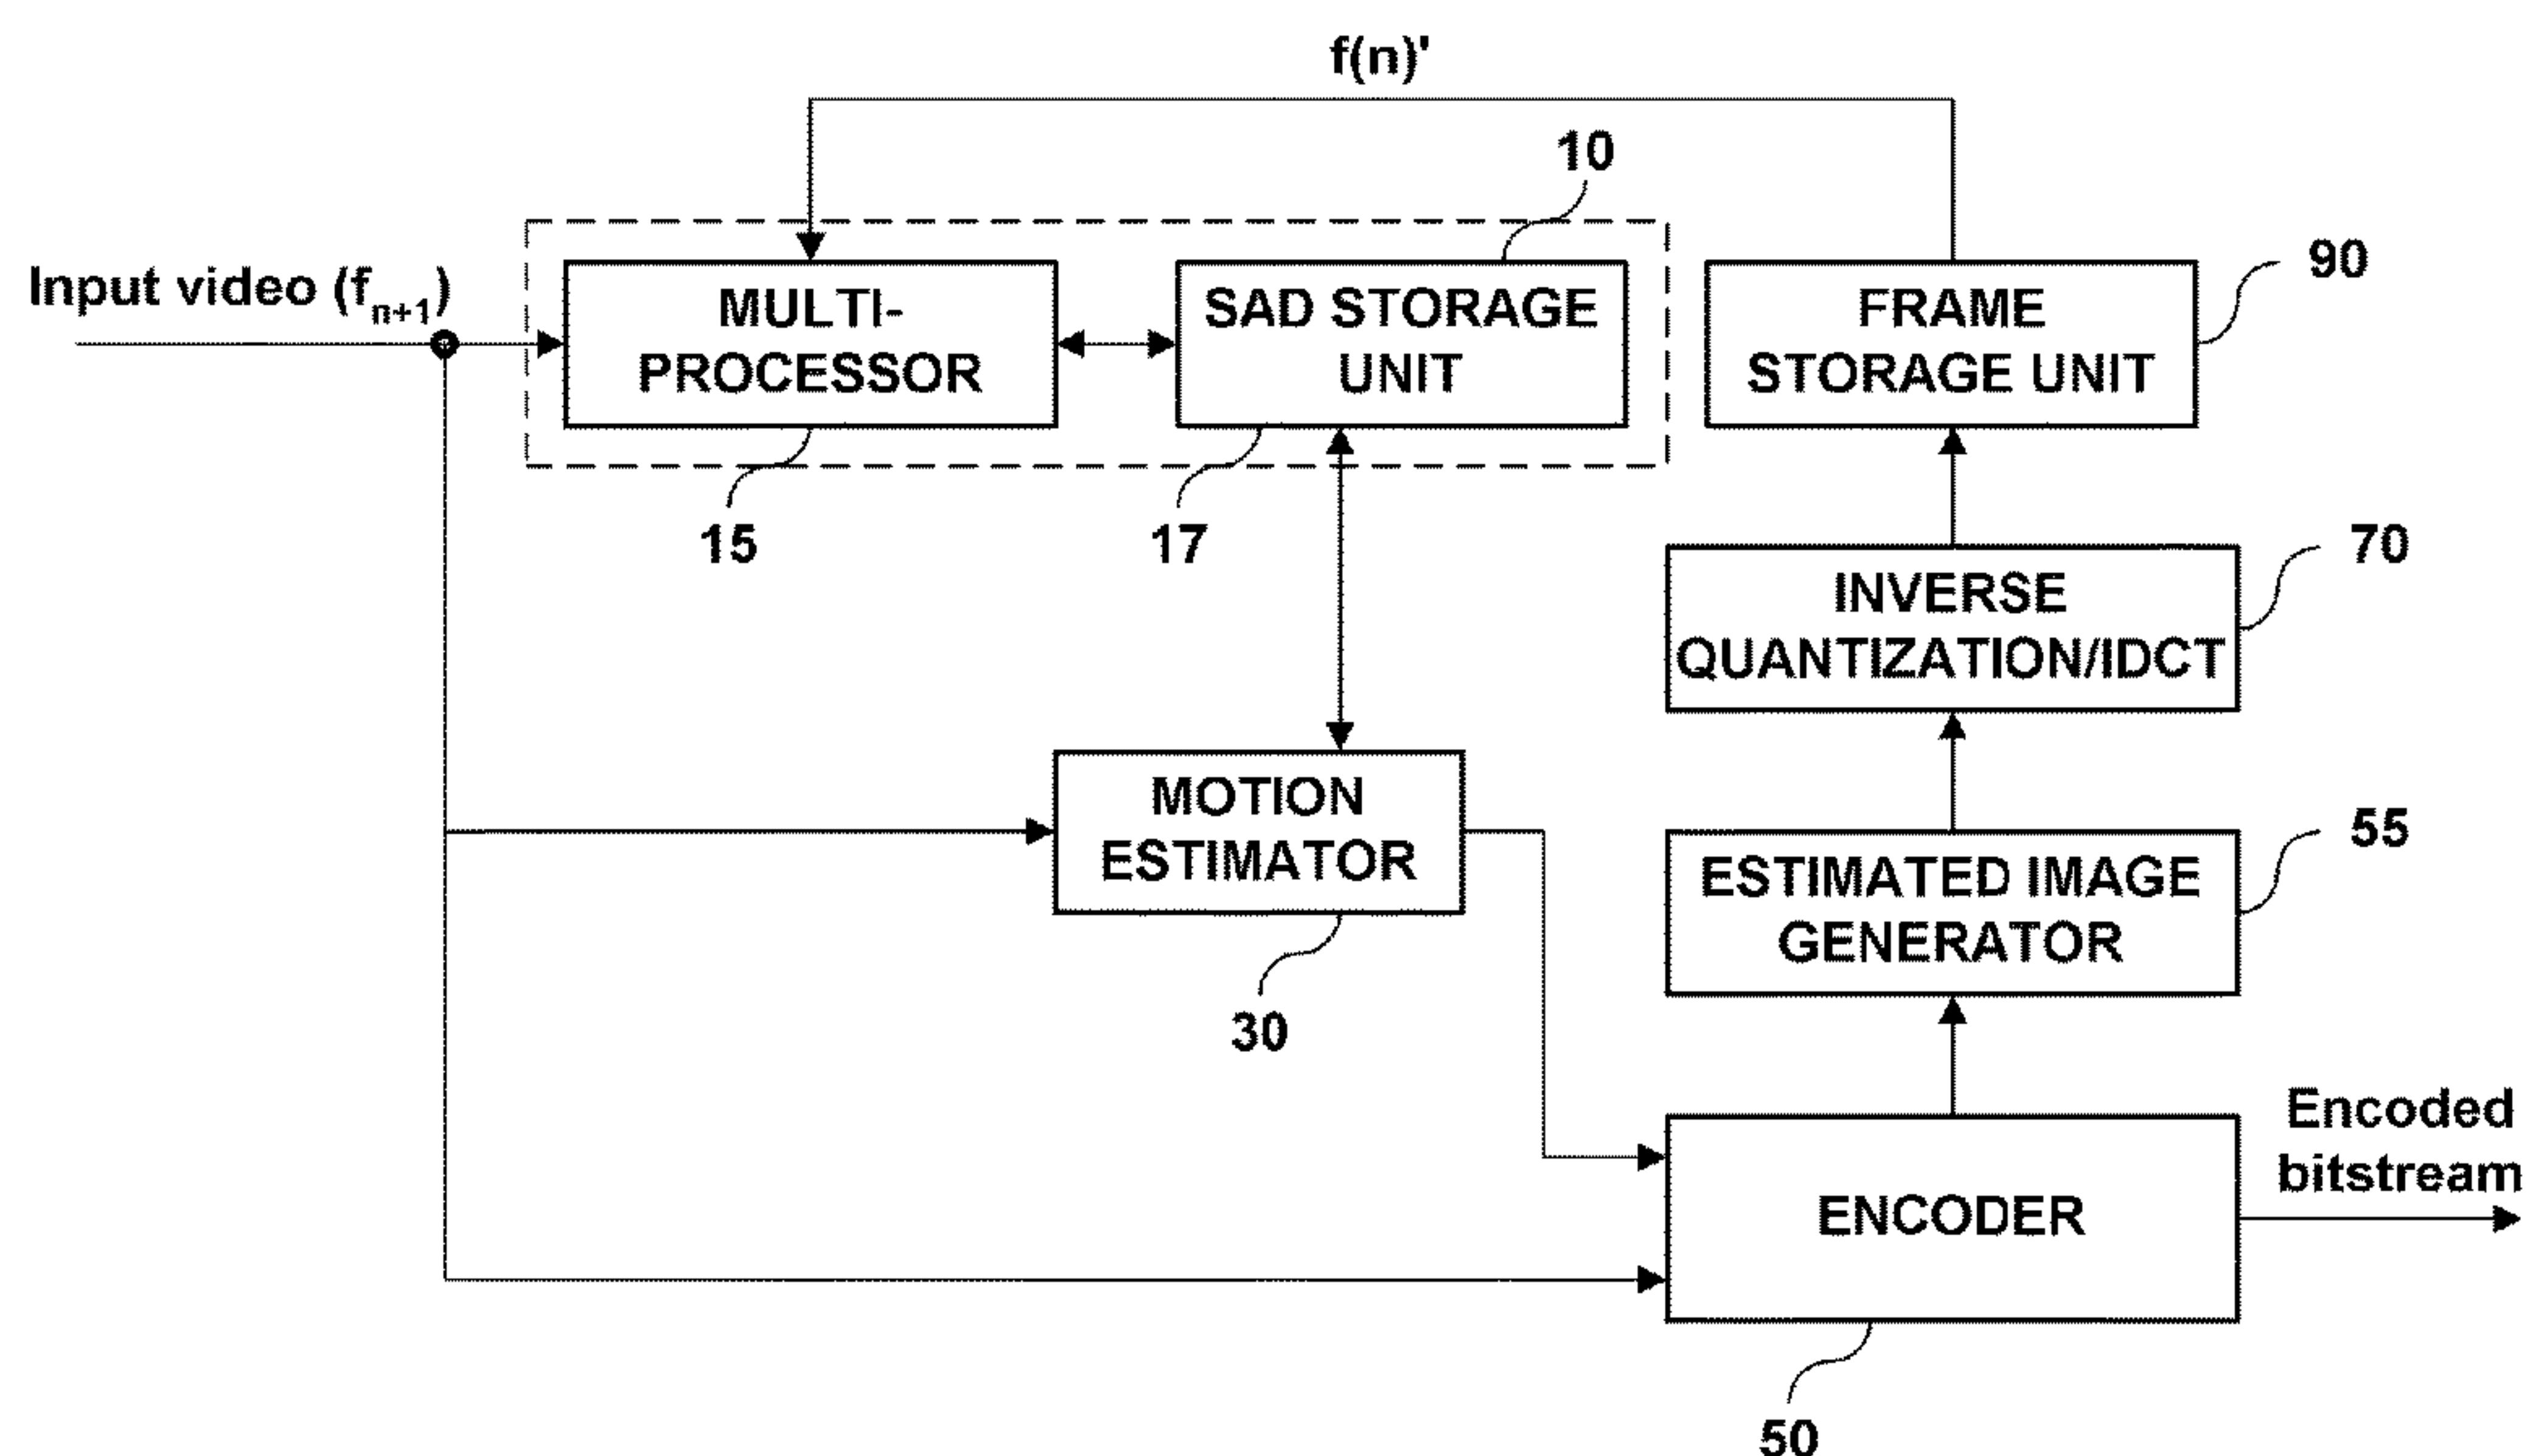 f(n)'
10
Input video (fn+1)
MULTI-
PROCESSOR
SAD STORAGE
UNIT
FRAME
STORAGE UNIT
90
15
17
INVERSE
QUANTIZATION/IDCT
70
MOTION
ESTIMATOR
30
ESTIMATED IMAGE
GENERATOR
55
ENCODER
50
Encoded
bitstream